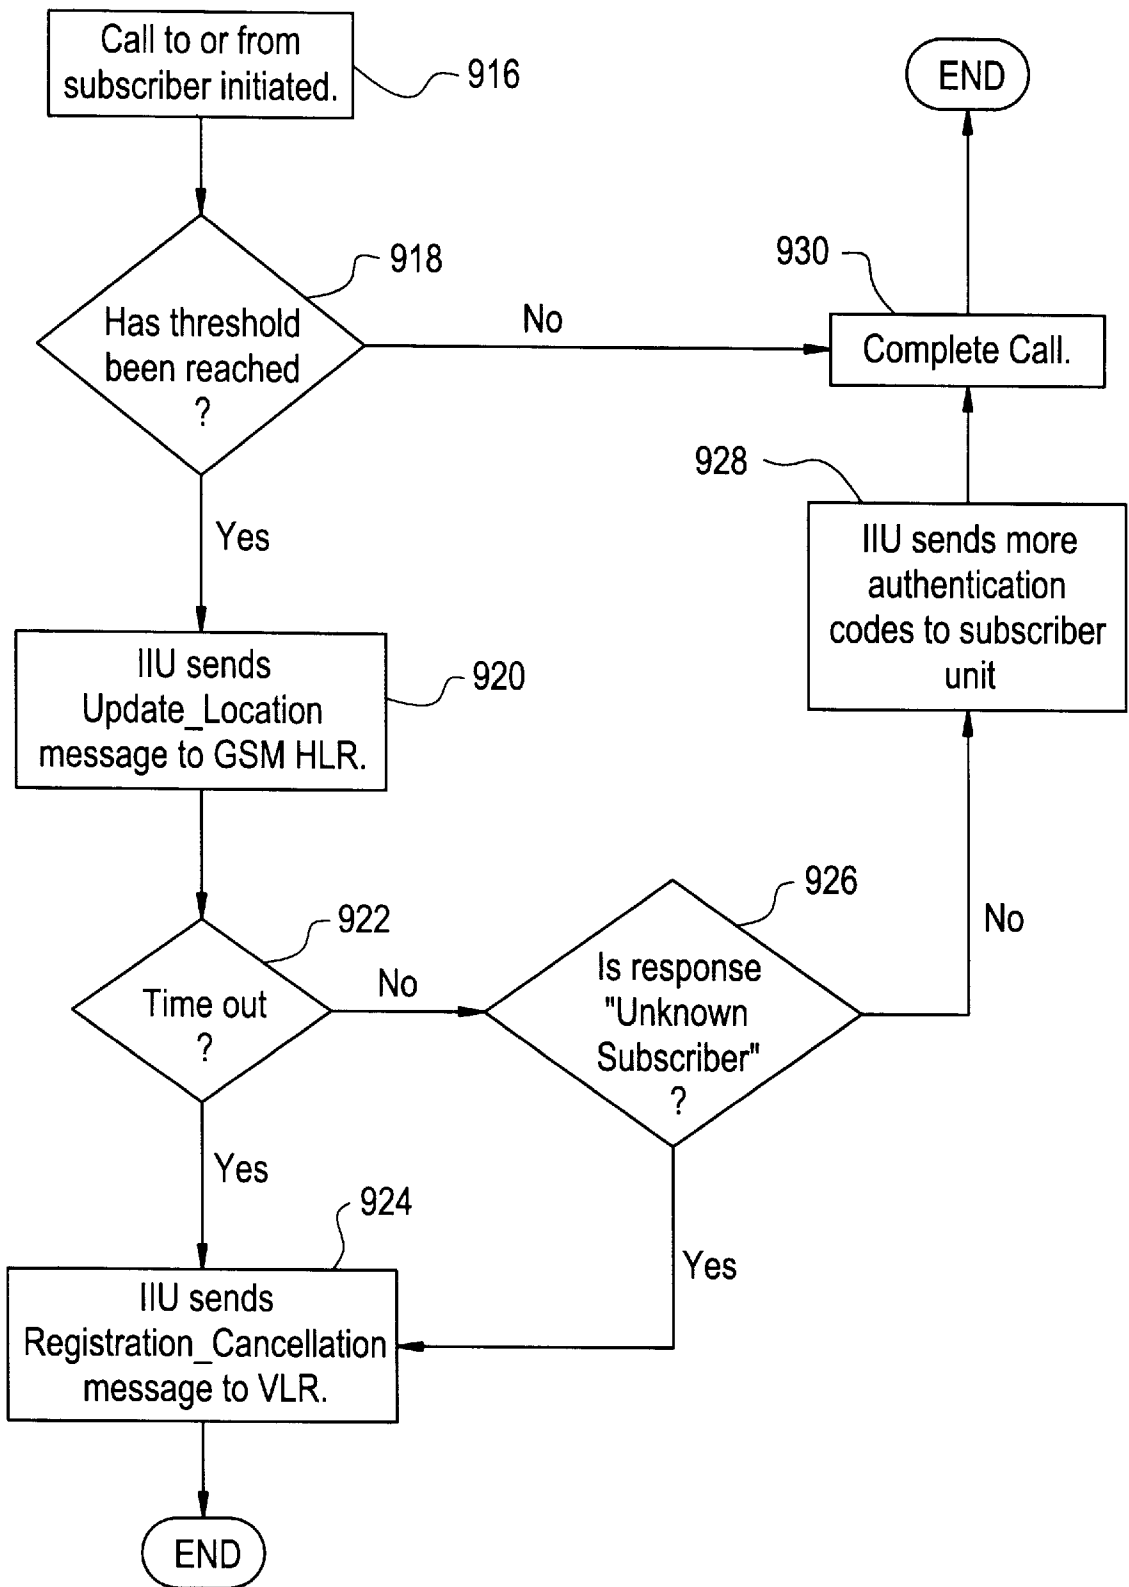 Call to or from
subscriber initiated.
916
END
918
Has threshold
been reached
?
No
930
Complete Call.
Yes
928
IIU sends more
authentication
codes to subscriber
unit
IIU sends
Update_Location
message to GSM HLR.
920
922
Time out
?
No
926
Is response
"Unknown
Subscriber"
?
No
Yes
Yes
924
IIU sends
Registration_Cancellation
message to VLR.
END